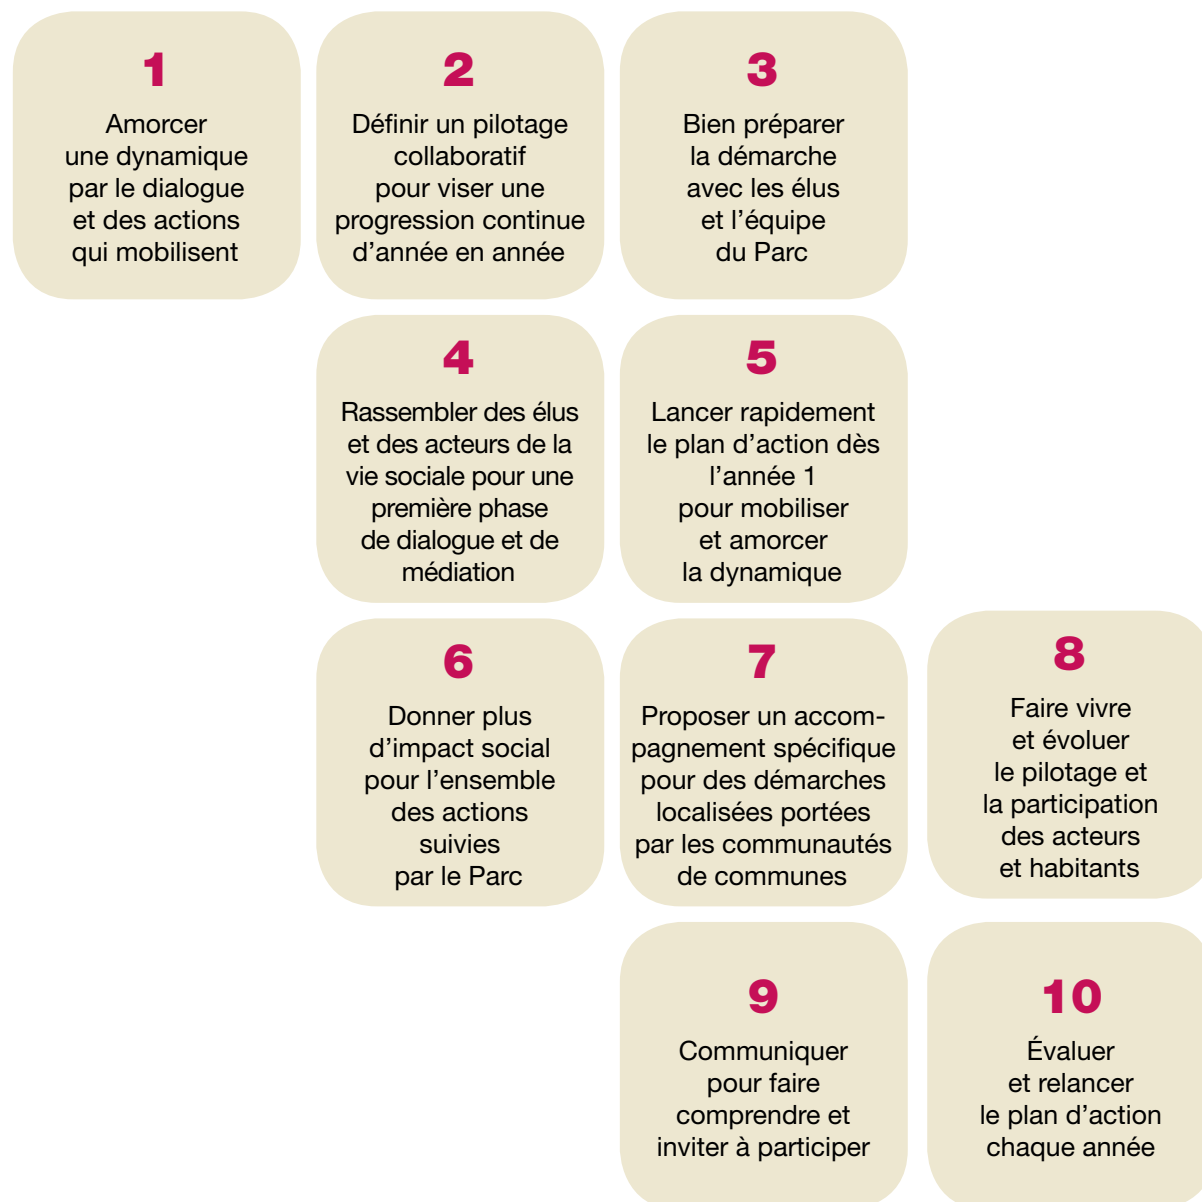 1
Amorcer
une dynamique
par le dialogue
et des actions
qui mobilisent
2
Définir un pilotage
collaboratif
pour viser une
progression continue
d’année en année
3
Bien préparer
la démarche
avec les élus
et l’équipe
du Parc
4
Rassembler des élus
et des acteurs de la
vie sociale pour une
première phase
de dialogue et de
médiation
5
Lancer rapidement
le plan d’action dès
l’année 1
pour mobiliser
et amorcer
la dynamique
6
Donner plus
d’impact social
pour l’ensemble
des actions
suivies
par le Parc
7
Proposer un accom-
pagnement spécifique
pour des démarches
localisées portées
par les communautés
de communes
8
Faire vivre
et évoluer
le pilotage et
la participation
des acteurs
et habitants
9
Communiquer
pour faire
comprendre et
inviter à participer
10
Évaluer
et relancer
le plan d’action
chaque année